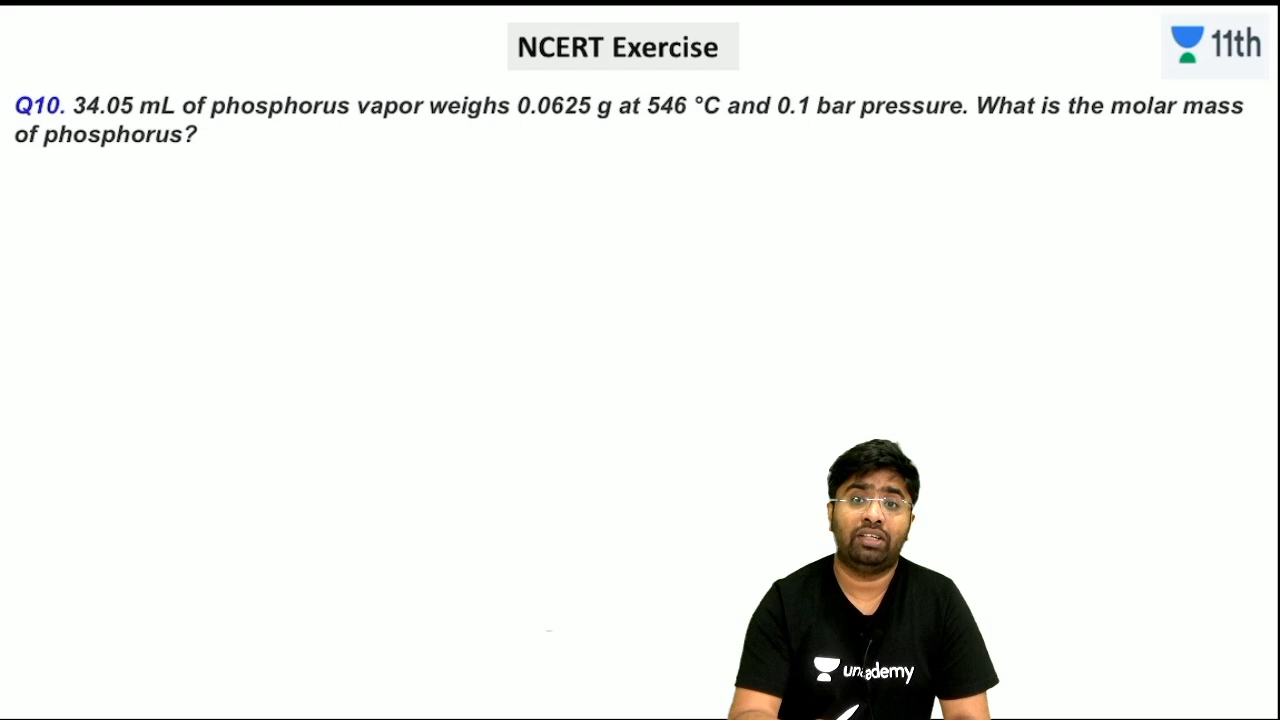 NCERT Exercise
11th
Q10. 34.05 mL of phosphorus vapor weighs 0.0625 g at 546 °C and 0.1 bar pressure. What is the molar mass
of phosphorus?
unacademy